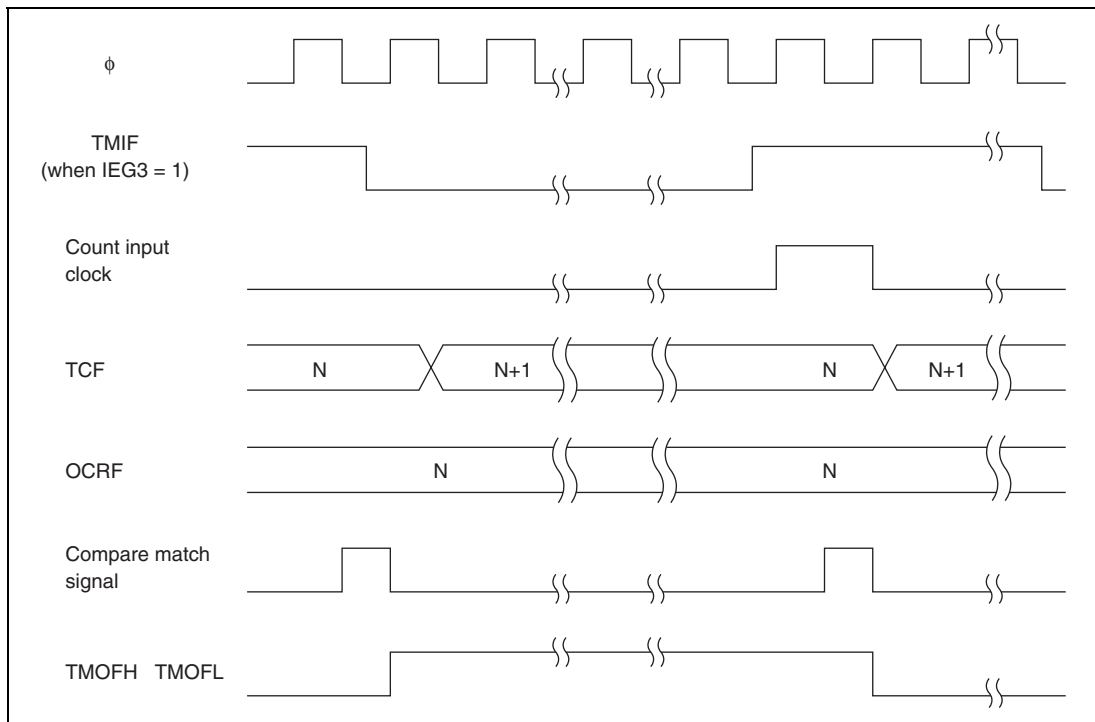 ϕ
TMIF
(when IEG3 = 1)
Count input
clock
TCF
N
N+1
N
N+1
OCRF
N
N
Compare match
signal
TMOFH TMOFL